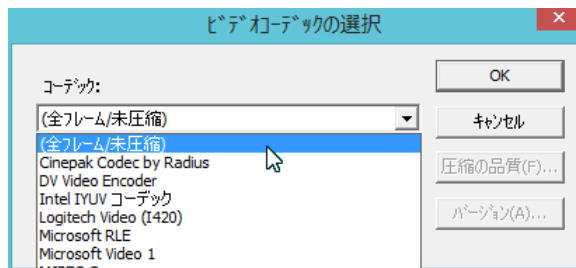 ﾋﾞﾃﾞｵｺｰﾃﾞｯｸの選択
ｺｰﾃﾞｯｸ:
(全フレーム/未圧縮)
(全フレーム/未圧縮)
Cinepak Codec by Radius
DV Video Encoder
Intel IYUV コーデック
Logitech Video (I420)
Microsoft RLE
Microsoft Video 1
OK
ｷｬﾝｾﾙ
圧縮の品質(F)...
ﾊﾞｰｼﾞｮﾝ(A)...